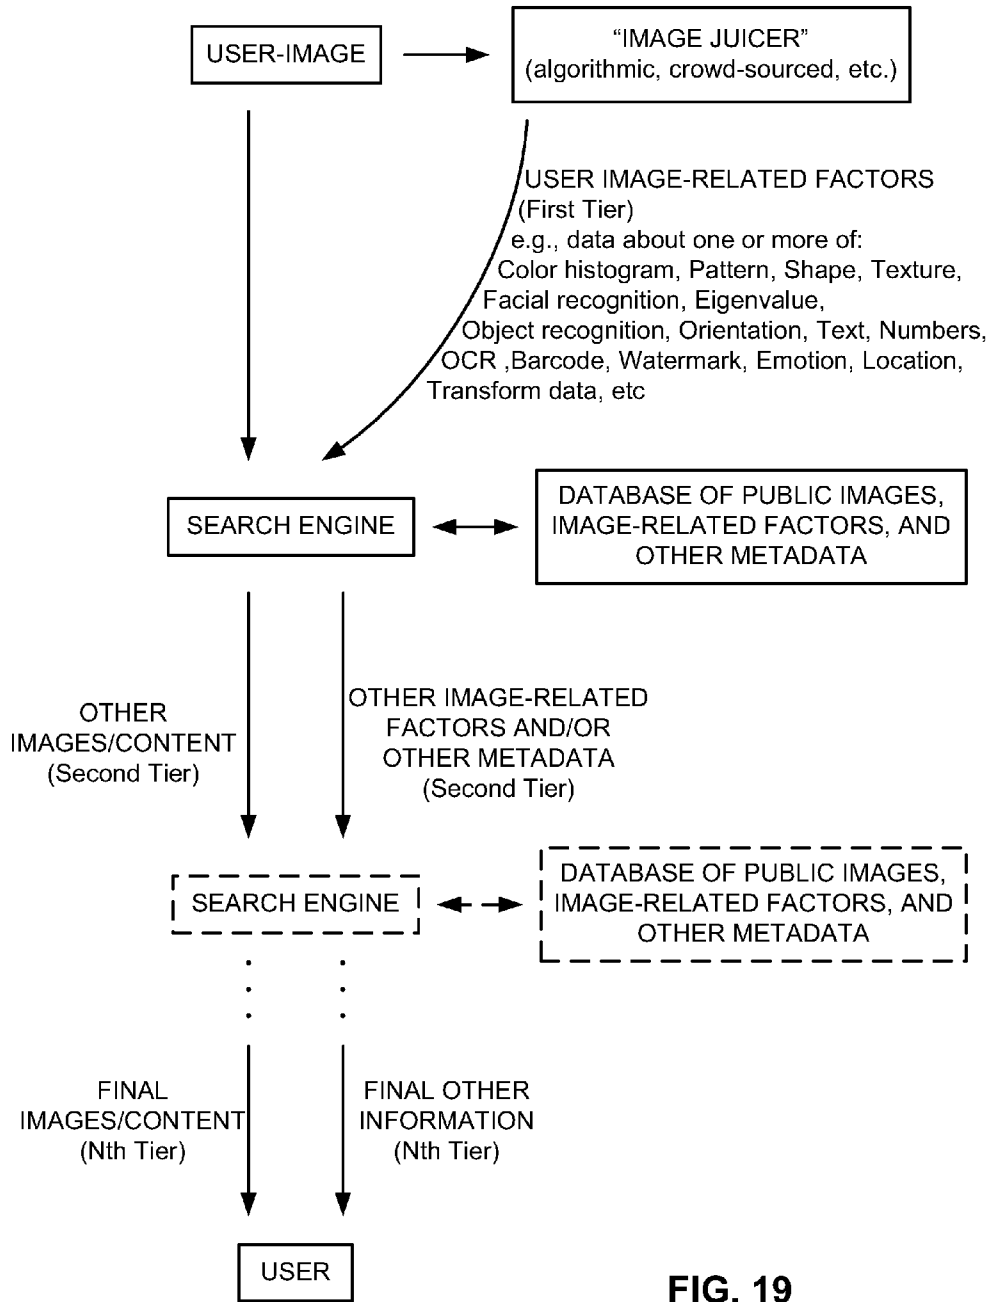 USER-IMAGE
“IMAGE JUICER”
(algorithmic, crowd-sourced, etc.)
USER IMAGE-RELATED FACTORS
(First Tier)
e.g., data about one or more of:
Color histogram, Pattern, Shape, Texture,
Facial recognition, Eigenvalue,
Object recognition, Orientation, Text, Numbers,
OCR ,Barcode, Watermark, Emotion, Location,
Transform data, etc
SEARCH ENGINE
DATABASE OF PUBLIC IMAGES,
IMAGE-RELATED FACTORS, AND
OTHER METADATA
OTHER
IMAGES/CONTENT
(Second Tier)
OTHER IMAGE-RELATED
FACTORS AND/OR
OTHER METADATA
(Second Tier)
SEARCH ENGINE
DATABASE OF PUBLIC IMAGES,
IMAGE-RELATED FACTORS, AND
OTHER METADATA
FINAL
IMAGES/CONTENT
(Nth Tier)
FINAL OTHER
INFORMATION
(Nth Tier)
USER
FIG. 19